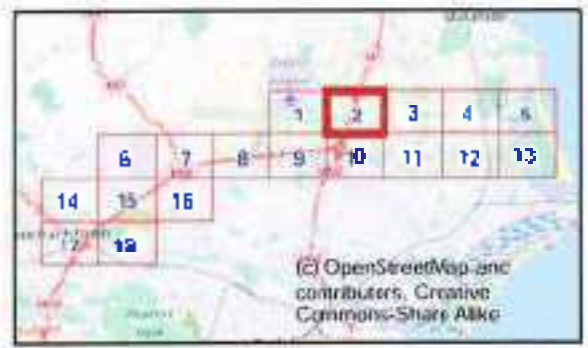 1 2 3 4 5
6 7 8 9 10 11 12 13
14 15 16
17 18
(c) OpenStreetMap and
contributors, Creative
Commons-Share Alike